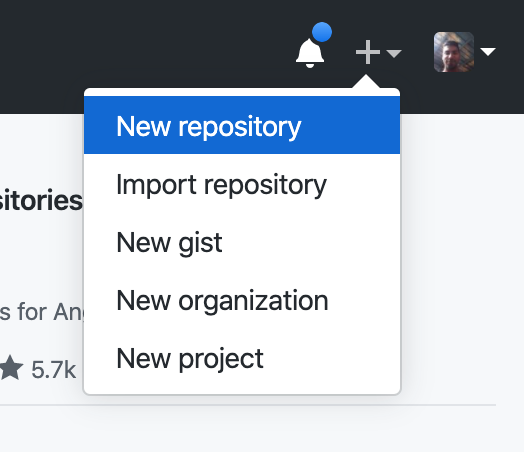 New repository
Import repository
sitories
New gist
New organization
s for An
New project
5.7k